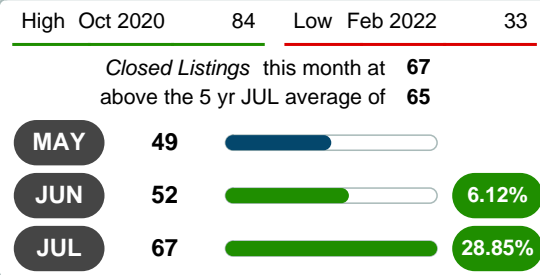 High Oct 2020 84 Low Feb 2022 33
Closed Listings this month at 67
above the 5 yr JUL average of 65
MAY 49
JUN 52 6.12%
JUL 67 28.85%